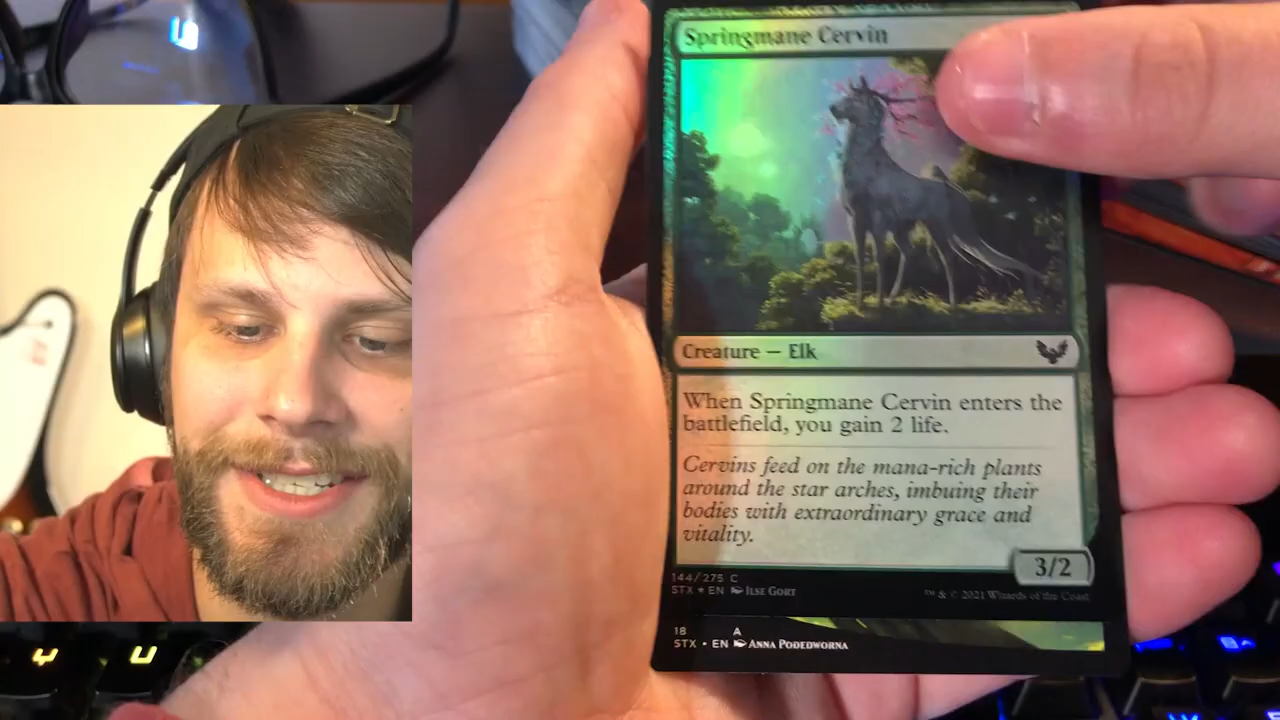 Springmane Cervin
Creature — Elk
When Springmane Cervin enters the
battlefield, you gain 2 life.
Cervins feed on the mana-rich plants
around the star arches, imbuing their
bodies with extraordinary grace and
vitality.
3/2
144/275 C
STX ★ EN ILSE GORT
™ & © 2021 Wizards of the Coast
18 A
STX • EN ANNA PODEDWORNA
Y U